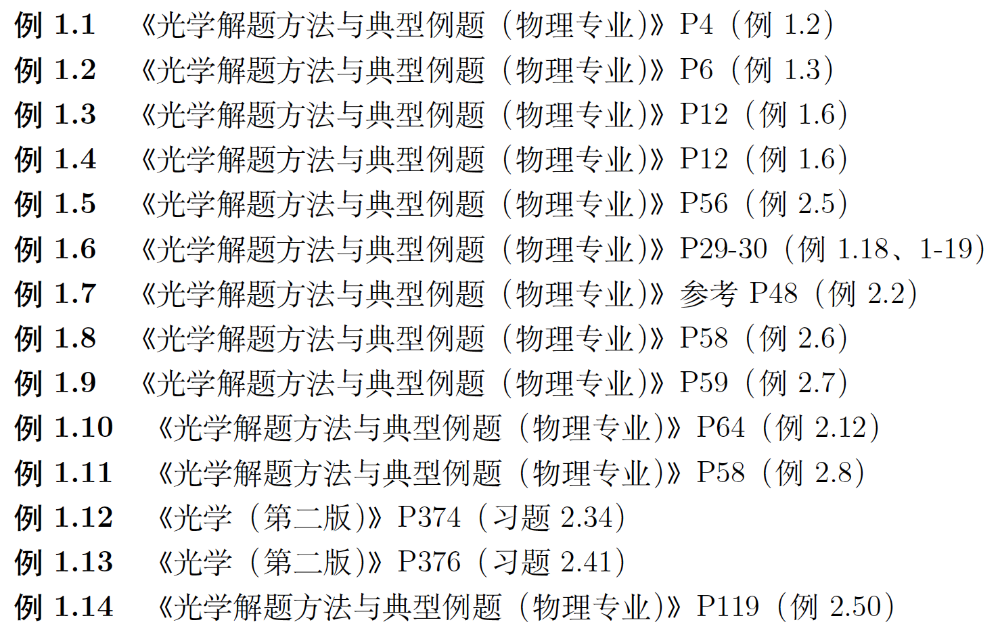 例 1.1 《光学解题方法与典型例题（物理专业）》P4（例 1.2）
例 1.2 《光学解题方法与典型例题（物理专业）》P6（例 1.3）
例 1.3 《光学解题方法与典型例题（物理专业）》P12（例 1.6）
例 1.4 《光学解题方法与典型例题（物理专业）》P12（例 1.6）
例 1.5 《光学解题方法与典型例题（物理专业）》P56（例 2.5）
例 1.6 《光学解题方法与典型例题（物理专业）》P29-30（例 1.18、1-19）
例 1.7 《光学解题方法与典型例题（物理专业）》参考 P48（例 2.2）
例 1.8 《光学解题方法与典型例题（物理专业）》P58（例 2.6）
例 1.9 《光学解题方法与典型例题（物理专业）》P59（例 2.7）
例 1.10 《光学解题方法与典型例题（物理专业）》P64（例 2.12）
例 1.11 《光学解题方法与典型例题（物理专业）》P58（例 2.8）
例 1.12 《光学（第二版）》P374（习题 2.34）
例 1.13 《光学（第二版）》P376（习题 2.41）
例 1.14 《光学解题方法与典型例题（物理专业）》P119（例 2.50）